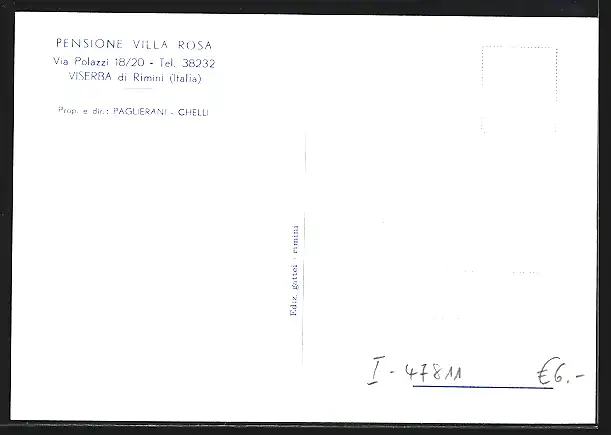 PENSIONE VILLA ROSA
Via Polazzi 18/20 - Tel. 38232
VISERBA di Rimini (Italia)
Prop. e dir.: PAGLIERANI - CHELLI
Ediz. gattei - rimini
I - 47811 €6.-